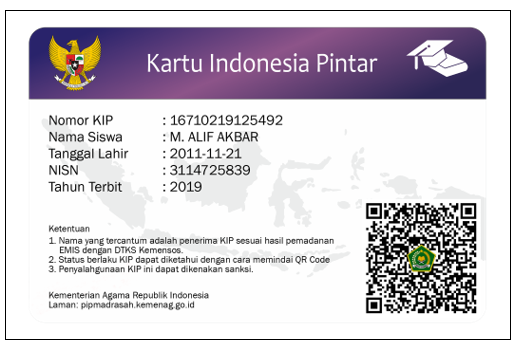 Kartu Indonesia Pintar
Nomor KIP : 16710219125492
Nama Siswa : M. ALIF AKBAR
Tanggal Lahir : 2011-11-21
NISN : 3114725839
Tahun Terbit : 2019
Ketentuan
1. Nama yang tercantum adalah penerima KIP sesuai hasil pemadanan
EMIS dengan DTKS Kemensos.
2. Status berlaku KIP dapat diketahui dengan cara memindai QR Code
3. Penyalahgunaan KIP ini dapat dikenakan sanksi.
Kementerian Agama Republik Indonesia
Laman: pipmadrasah.kemenag.go.id